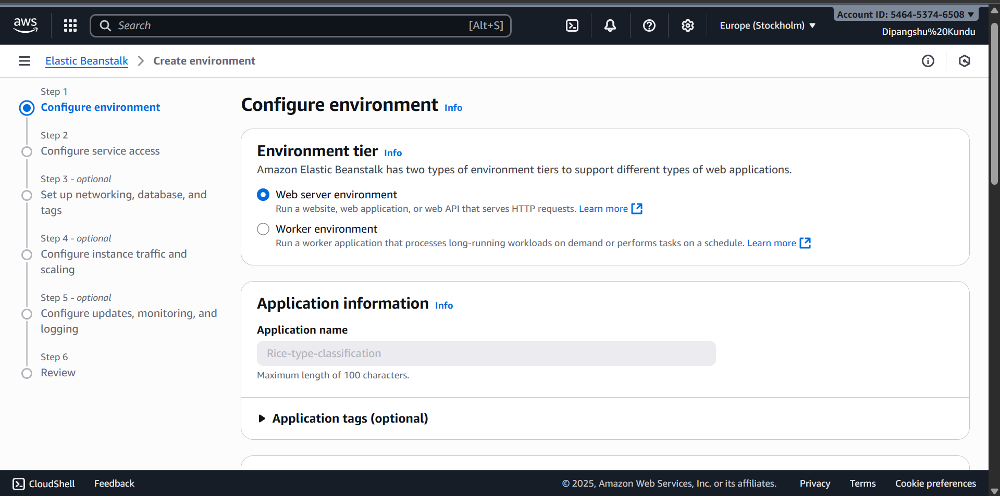 aws
Search [Alt+S]
Europe (Stockholm)
Account ID: 5464-5374-6508
Dipangshu%20Kundu
Elastic Beanstalk > Create environment
Step 1
Configure environment
Step 2
Configure service access
Step 3 - optional
Set up networking, database, and
tags
Step 4 - optional
Configure instance traffic and
scaling
Step 5 - optional
Configure updates, monitoring, and
logging
Step 6
Review
Configure environment Info
Environment tier Info
Amazon Elastic Beanstalk has two types of environment tiers to support different types of web applications.
Web server environment
Run a website, web application, or web API that serves HTTP requests. Learn more
Worker environment
Run a worker application that processes long-running workloads on demand or performs tasks on a schedule. Learn more
Application information Info
Application name
Rice-type-classification
Maximum length of 100 characters.
Application tags (optional)
CloudShell Feedback © 2025, Amazon Web Services, Inc. or its affiliates. Privacy Terms Cookie preferences